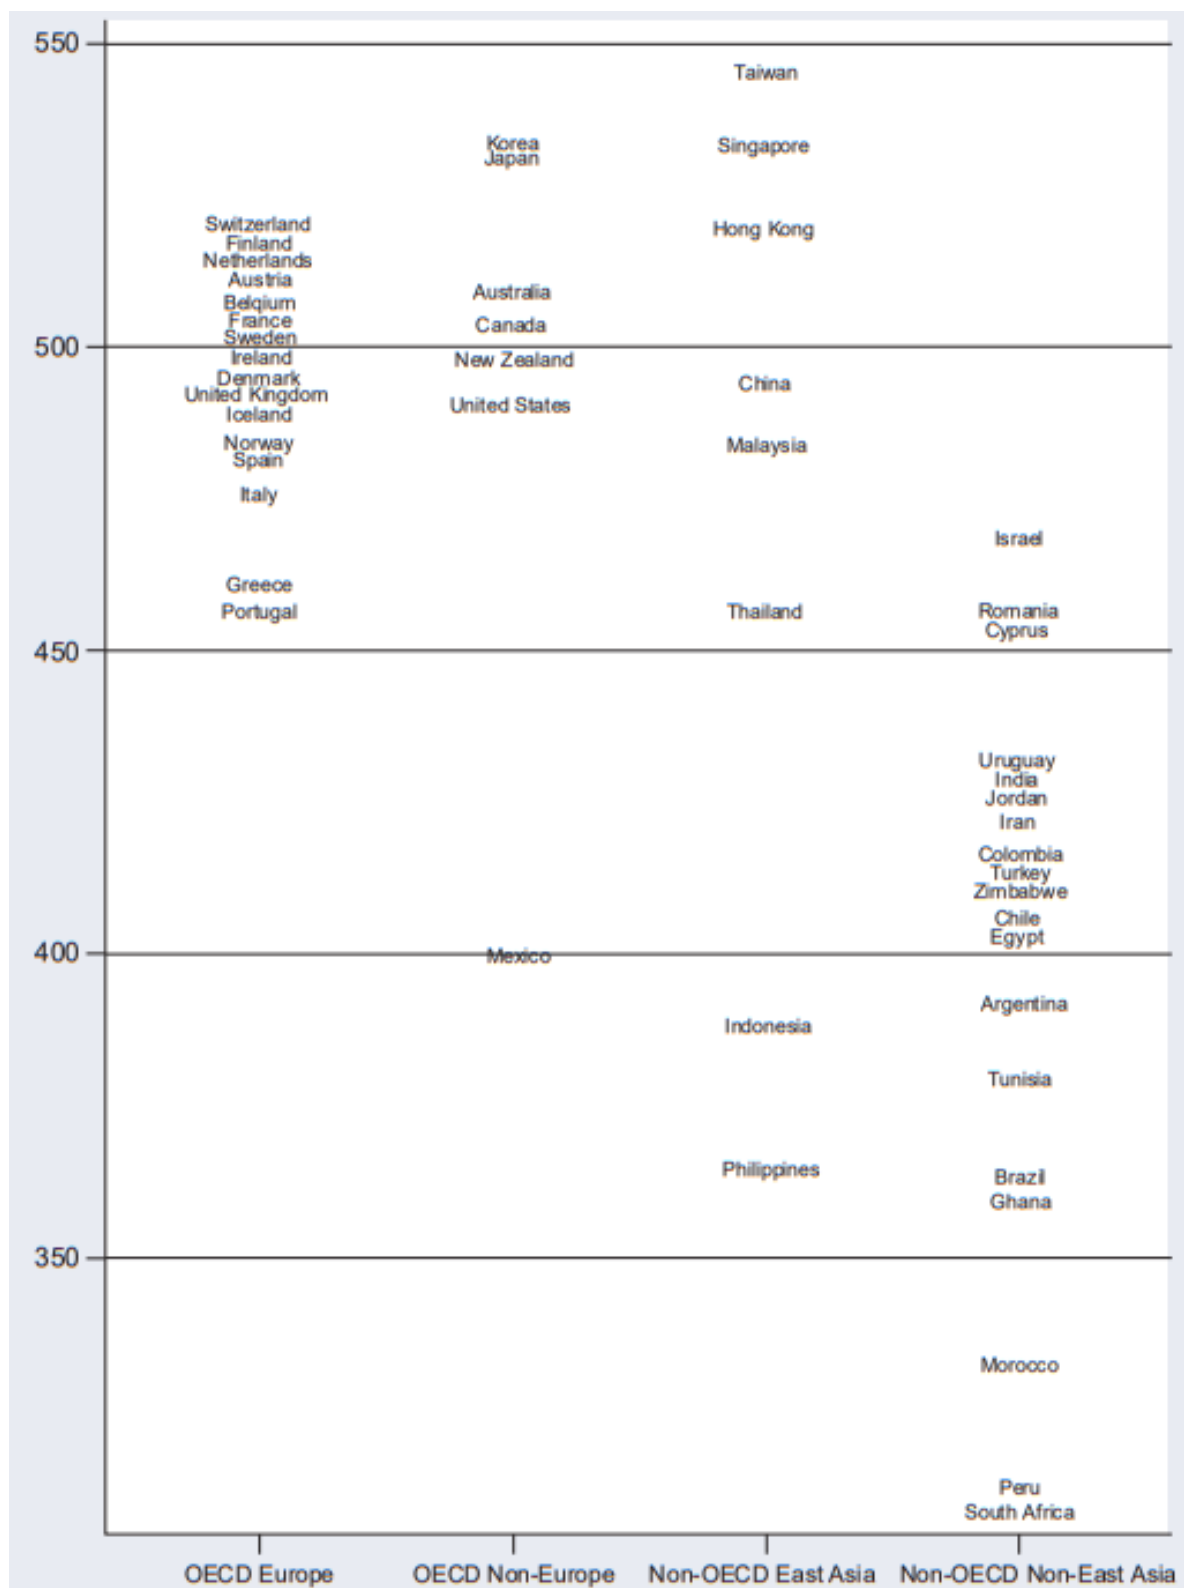 550
Taiwan
Korea
Singapore
Japan
Switzerland
Hong Kong
Finland
Netherlands
Austria
Australia
Belgium
France
Canada
Sweden
500
Ireland
New Zealand
Denmark
China
United Kingdom
United States
Iceland
Norway
Malaysia
Spain
Italy
Israel
Greece
Portugal
Thailand
Romania
Cyprus
450
Uruguay
India
Jordan
Iran
Colombia
Turkey
Zimbabwe
Chile
Egypt
400
Mexico
Argentina
Indonesia
Tunisia
Philippines
Brazil
Ghana
350
Morocco
Peru
South Africa
OECD Europe
OECD Non-Europe
Non-OECD East Asia
Non-OECD Non-East Asia